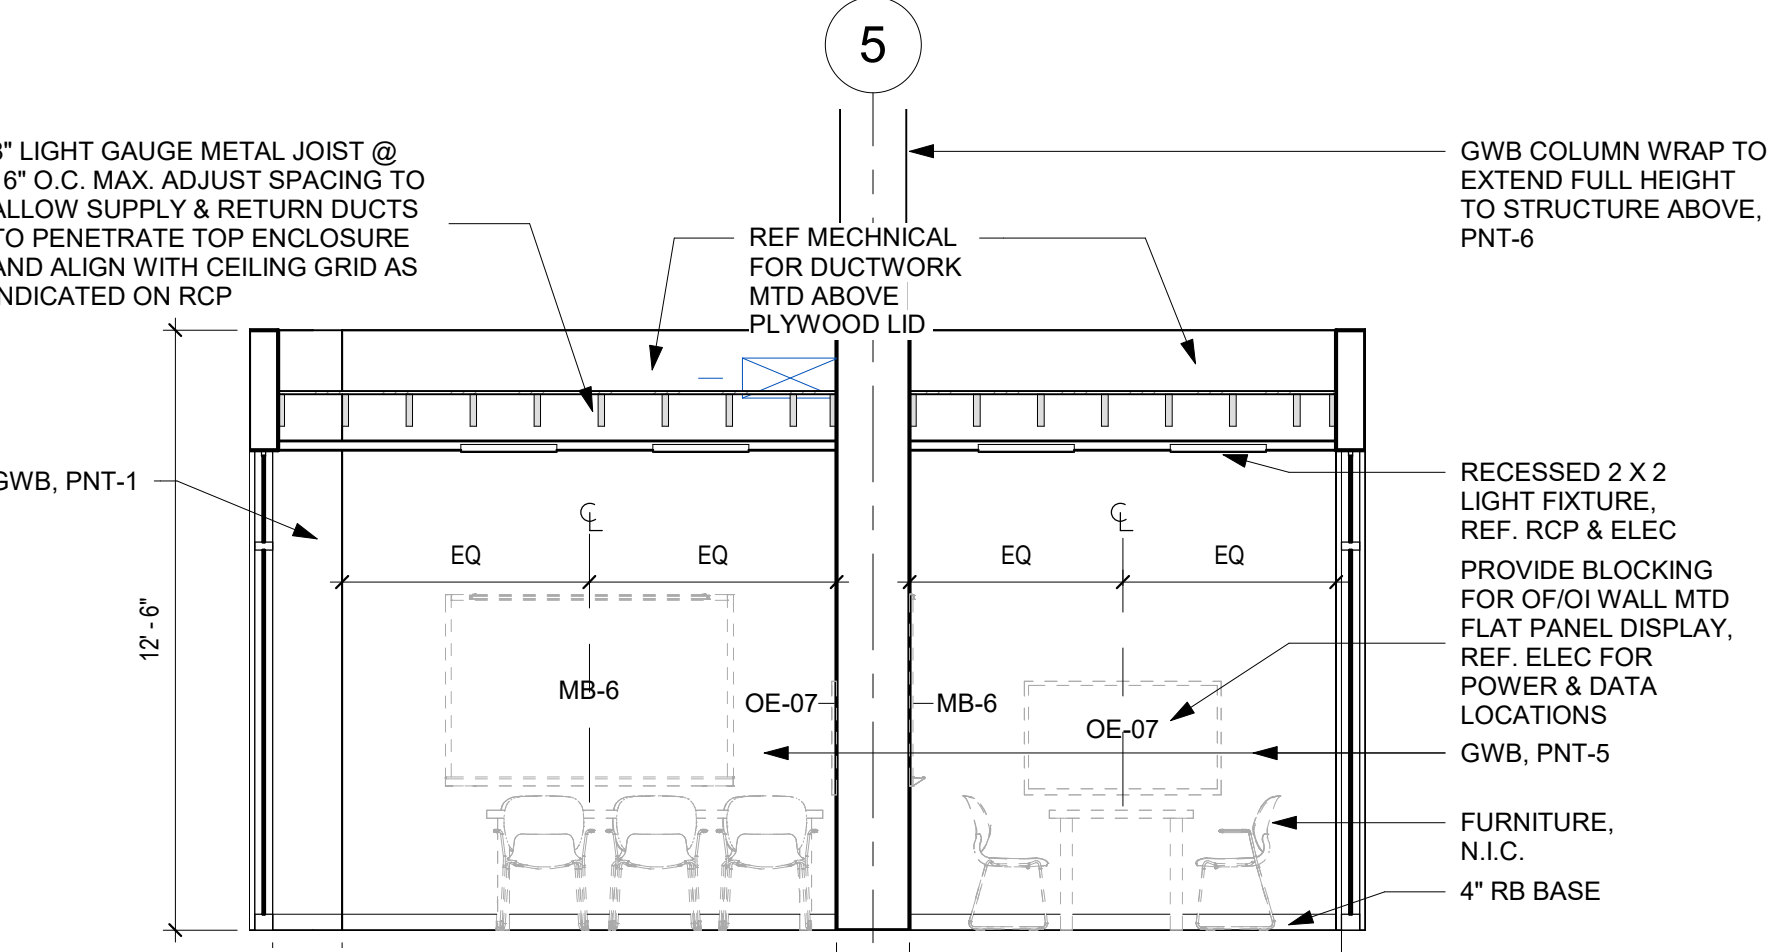 5
" LIGHT GAUGE METAL JOIST @
6" O.C. MAX. ADJUST SPACING TO
ALLOW SUPPLY & RETURN DUCTS
TO PENETRATE TOP ENCLOSURE
AND ALIGN WITH CEILING GRID AS
NDICATED ON RCP
REF MECHNICAL
FOR DUCTWORK
MTD ABOVE
PLYWOOD LID
GWB COLUMN WRAP TO
EXTEND FULL HEIGHT
TO STRUCTURE ABOVE,
PNT-6
GWB, PNT-1
12' - 6"
℄
℄
EQ
EQ
EQ
EQ
MB-6
OE-07
MB-6
OE-07
RECESSED 2 X 2
LIGHT FIXTURE,
REF. RCP & ELEC
PROVIDE BLOCKING
FOR OF/OI WALL MTD
FLAT PANEL DISPLAY,
REF. ELEC FOR
POWER & DATA
LOCATIONS
GWB, PNT-5
FURNITURE,
N.I.C.
4" RB BASE